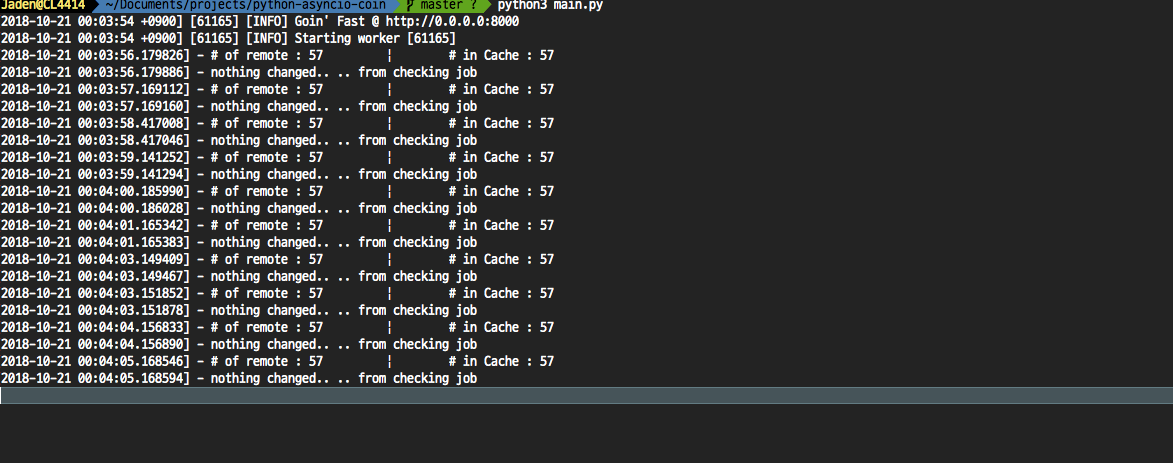 Jaden@CL4414 ~/Documents/projects/python-asyncio-coin master ? python3 main.py
2018-10-21 00:03:54 +0900] [61165] [INFO] Goin' Fast @ http://0.0.0.0:8000
2018-10-21 00:03:54 +0900] [61165] [INFO] Starting worker [61165]
2018-10-21 00:03:56.179826] - # of remote : 57 ¦ # in Cache : 57
2018-10-21 00:03:56.179886] - nothing changed.. .. from checking job
2018-10-21 00:03:57.169112] - # of remote : 57 ¦ # in Cache : 57
2018-10-21 00:03:57.169160] - nothing changed.. .. from checking job
2018-10-21 00:03:58.417008] - # of remote : 57 ¦ # in Cache : 57
2018-10-21 00:03:58.417046] - nothing changed.. .. from checking job
2018-10-21 00:03:59.141252] - # of remote : 57 ¦ # in Cache : 57
2018-10-21 00:03:59.141294] - nothing changed.. .. from checking job
2018-10-21 00:04:00.185990] - # of remote : 57 ¦ # in Cache : 57
2018-10-21 00:04:00.186028] - nothing changed.. .. from checking job
2018-10-21 00:04:01.165342] - # of remote : 57 ¦ # in Cache : 57
2018-10-21 00:04:01.165383] - nothing changed.. .. from checking job
2018-10-21 00:04:03.149409] - # of remote : 57 ¦ # in Cache : 57
2018-10-21 00:04:03.149467] - nothing changed.. .. from checking job
2018-10-21 00:04:03.151852] - # of remote : 57 ¦ # in Cache : 57
2018-10-21 00:04:03.151878] - nothing changed.. .. from checking job
2018-10-21 00:04:04.156833] - # of remote : 57 ¦ # in Cache : 57
2018-10-21 00:04:04.156890] - nothing changed.. .. from checking job
2018-10-21 00:04:05.168546] - # of remote : 57 ¦ # in Cache : 57
2018-10-21 00:04:05.168594] - nothing changed.. .. from checking job